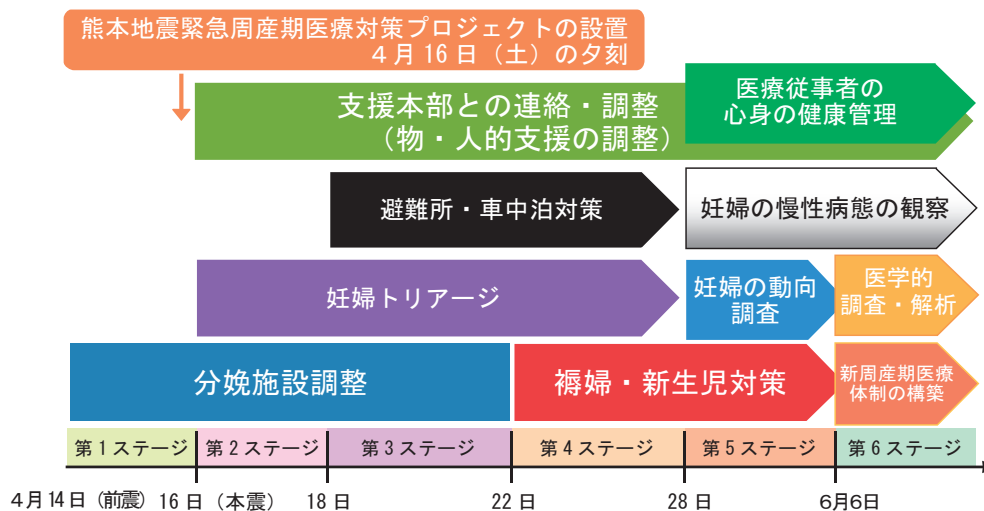 熊本地震緊急周産期医療対策プロジェクトの設置
4月16日（土）の夕刻
支援本部との連絡・調整
（物・人的支援の調整）
医療従事者の
心身の健康管理
避難所・車中泊対策
妊婦の慢性病態の観察
妊婦トリアージ
妊婦の動向
調査
医学的
調査・解析
分娩施設調整
褥婦・新生児対策
新周産期医療
体制の構築
第1ステージ
第2ステージ
第3ステージ
第4ステージ
第5ステージ
第6ステージ
4月14日（前震）
16日（本震）
18日
22日
28日
6月6日